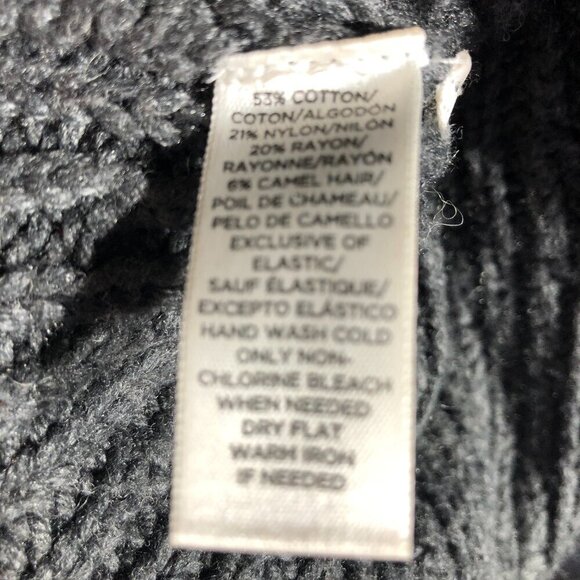 53% COTTON/
COTON/ALGODÓN
21% NYLON/NILÓN
20% RAYON/
RAYONNE/RAYÓN
6% CAMEL HAIR/
POIL DE CHAMEAU/
PELO DE CAMELLO
EXCLUSIVE OF
ELASTIC/
SAUF ÉLASTIQUE/
EXCEPTO ELÁSTICO
HAND WASH COLD
ONLY NON-
CHLORINE BLEACH
WHEN NEEDED
DRY FLAT
WARM IRON
IF NEEDED